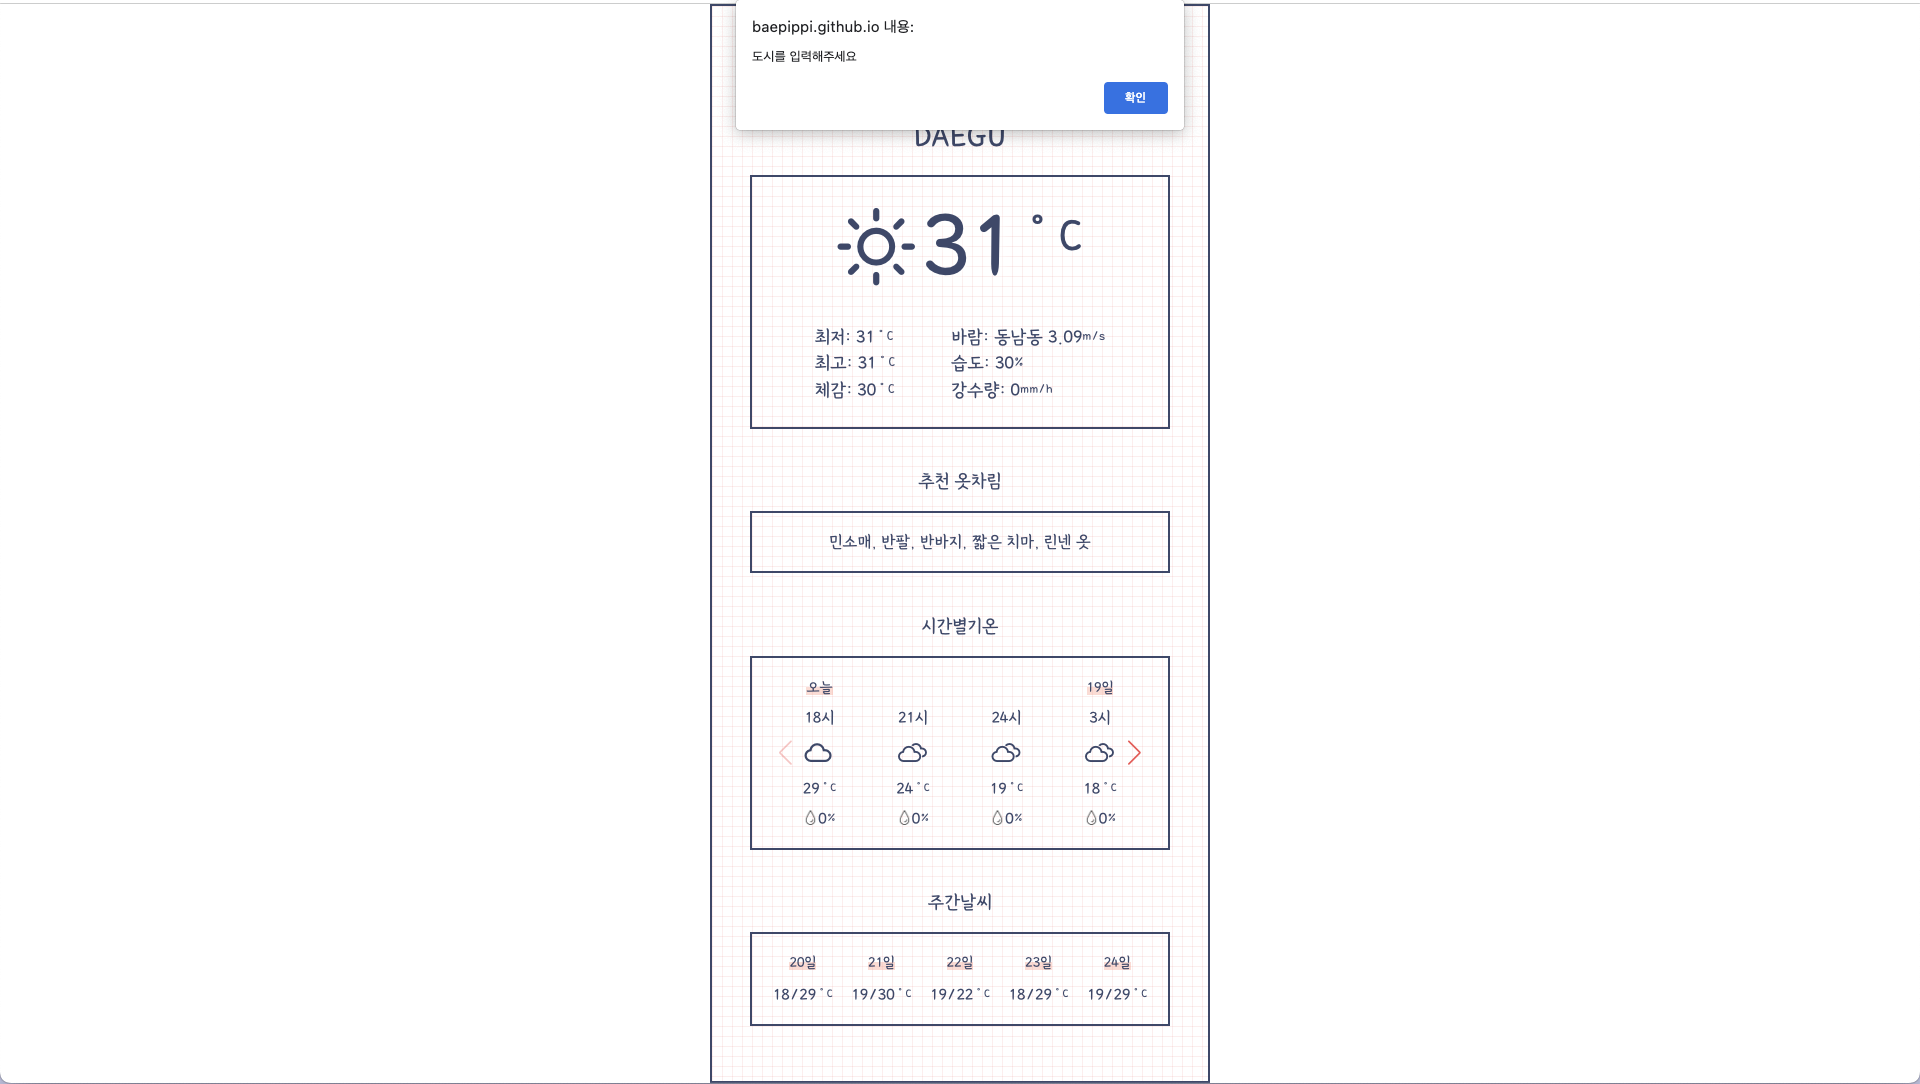 baepippi.github.io 내용:
도시를 입력해주세요
확인
DAEGU
31 °C
최저: 31°C 바람: 동남동 3.09m/s
최고: 31°C 습도: 30%
체감: 30°C 강수량: 0mm/h
추천 옷차림
민소매, 반팔, 반바지, 짧은 치마, 린넨 옷
시간별기온
오늘 19일
18시 21시 24시 3시
29°C 24°C 19°C 18°C
0% 0% 0% 0%
주간날씨
20일 21일 22일 23일 24일
18/29°C 19/30°C 19/22°C 18/29°C 19/29°C